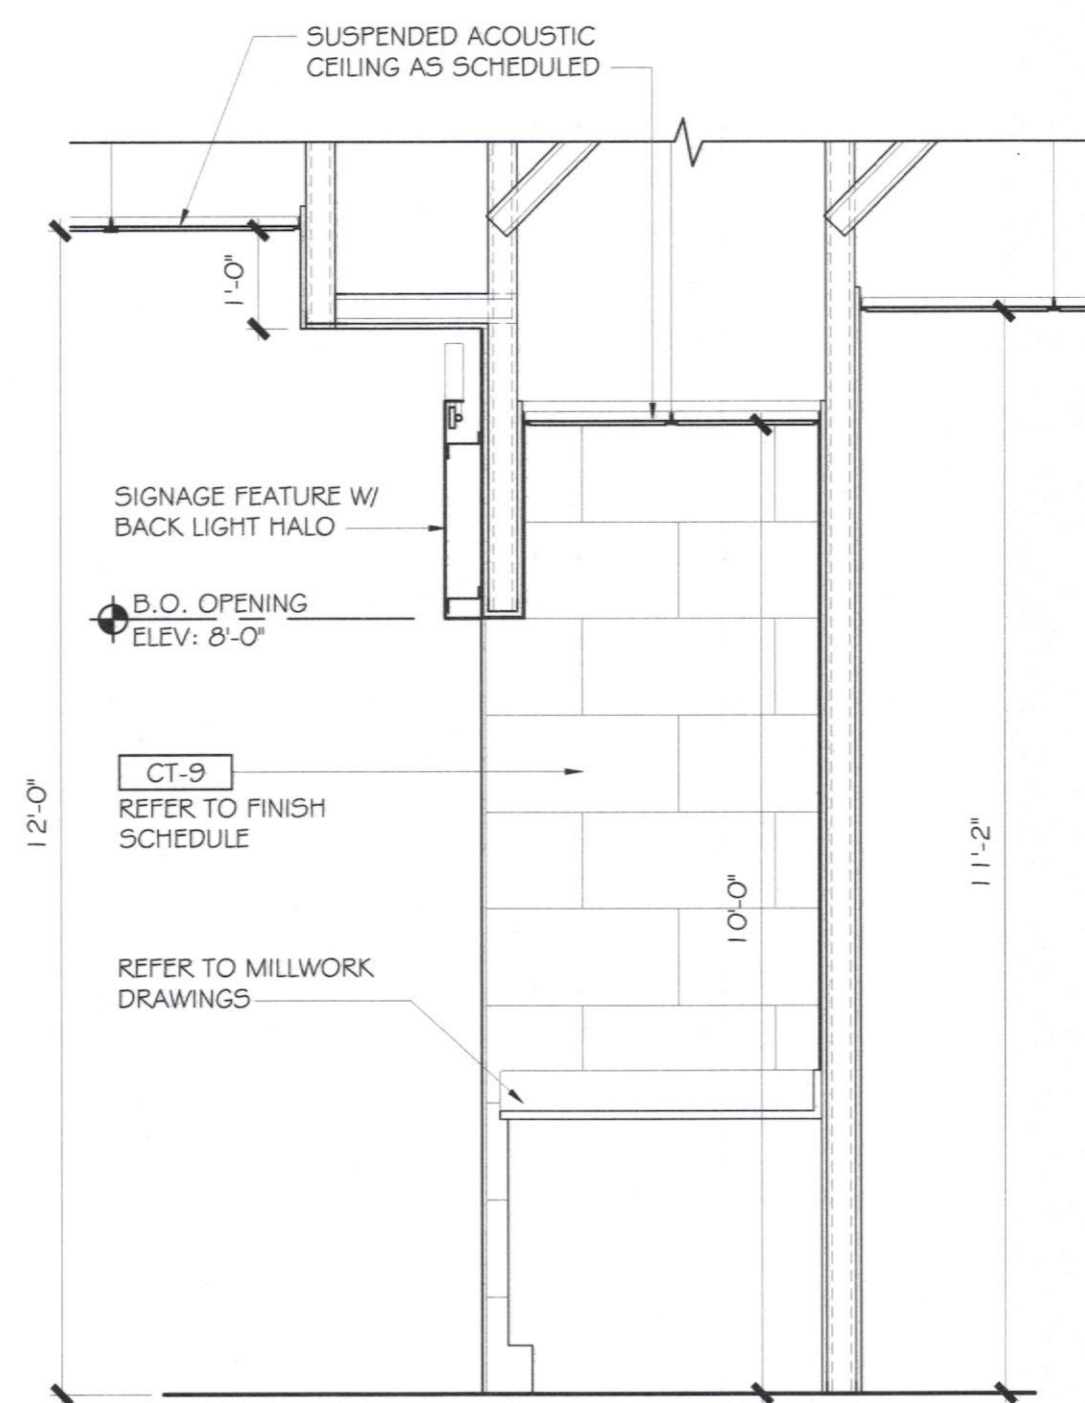 SUSPENDED ACOUSTIC
CEILING AS SCHEDULED
1'-0"
SIGNAGE FEATURE W/
BACK LIGHT HALO
B.O. OPENING
ELEV: 8'-0"
CT-9
REFER TO FINISH
SCHEDULE
12'-0"
11'-2"
10'-0"
REFER TO MILLWORK
DRAWINGS